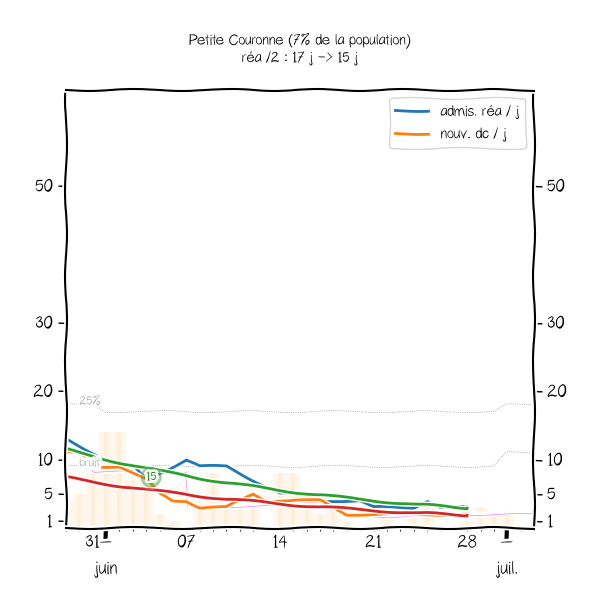 Petite Couronne (7% de la population)
réa /2 : 17 j -> 15 j
admis. réa / j
nouv. dc / j
50 50
30 30
20 20
25%
10 10
bruit
15
5 5
1 1
31 07 14 21 28
juin juil.